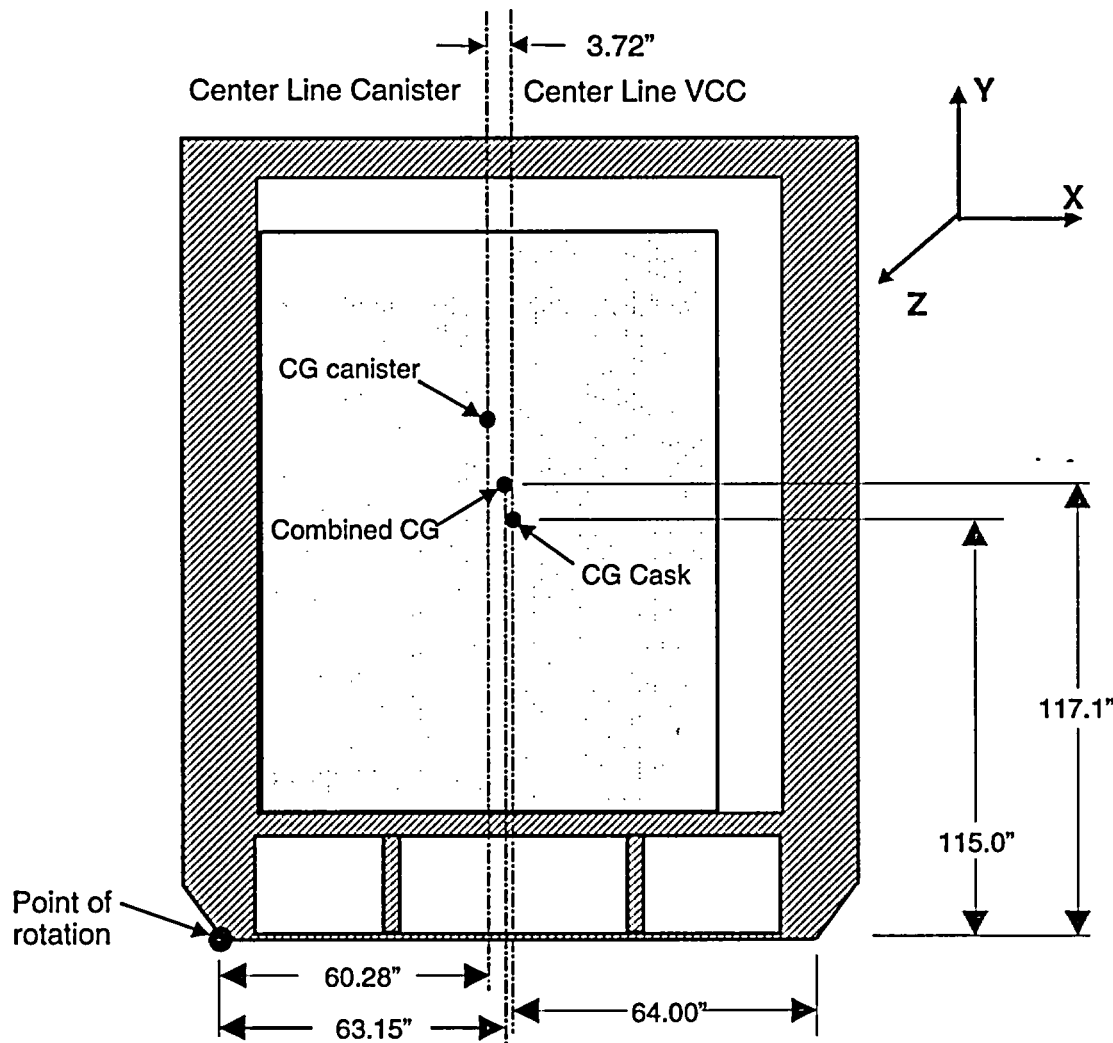 3.72”
Center Line Canister
Center Line VCC
Y
X
Z
CG canister
Combined CG
CG Cask
117.1”
115.0”
Point of
rotation
60.28”
64.00”
63.15”